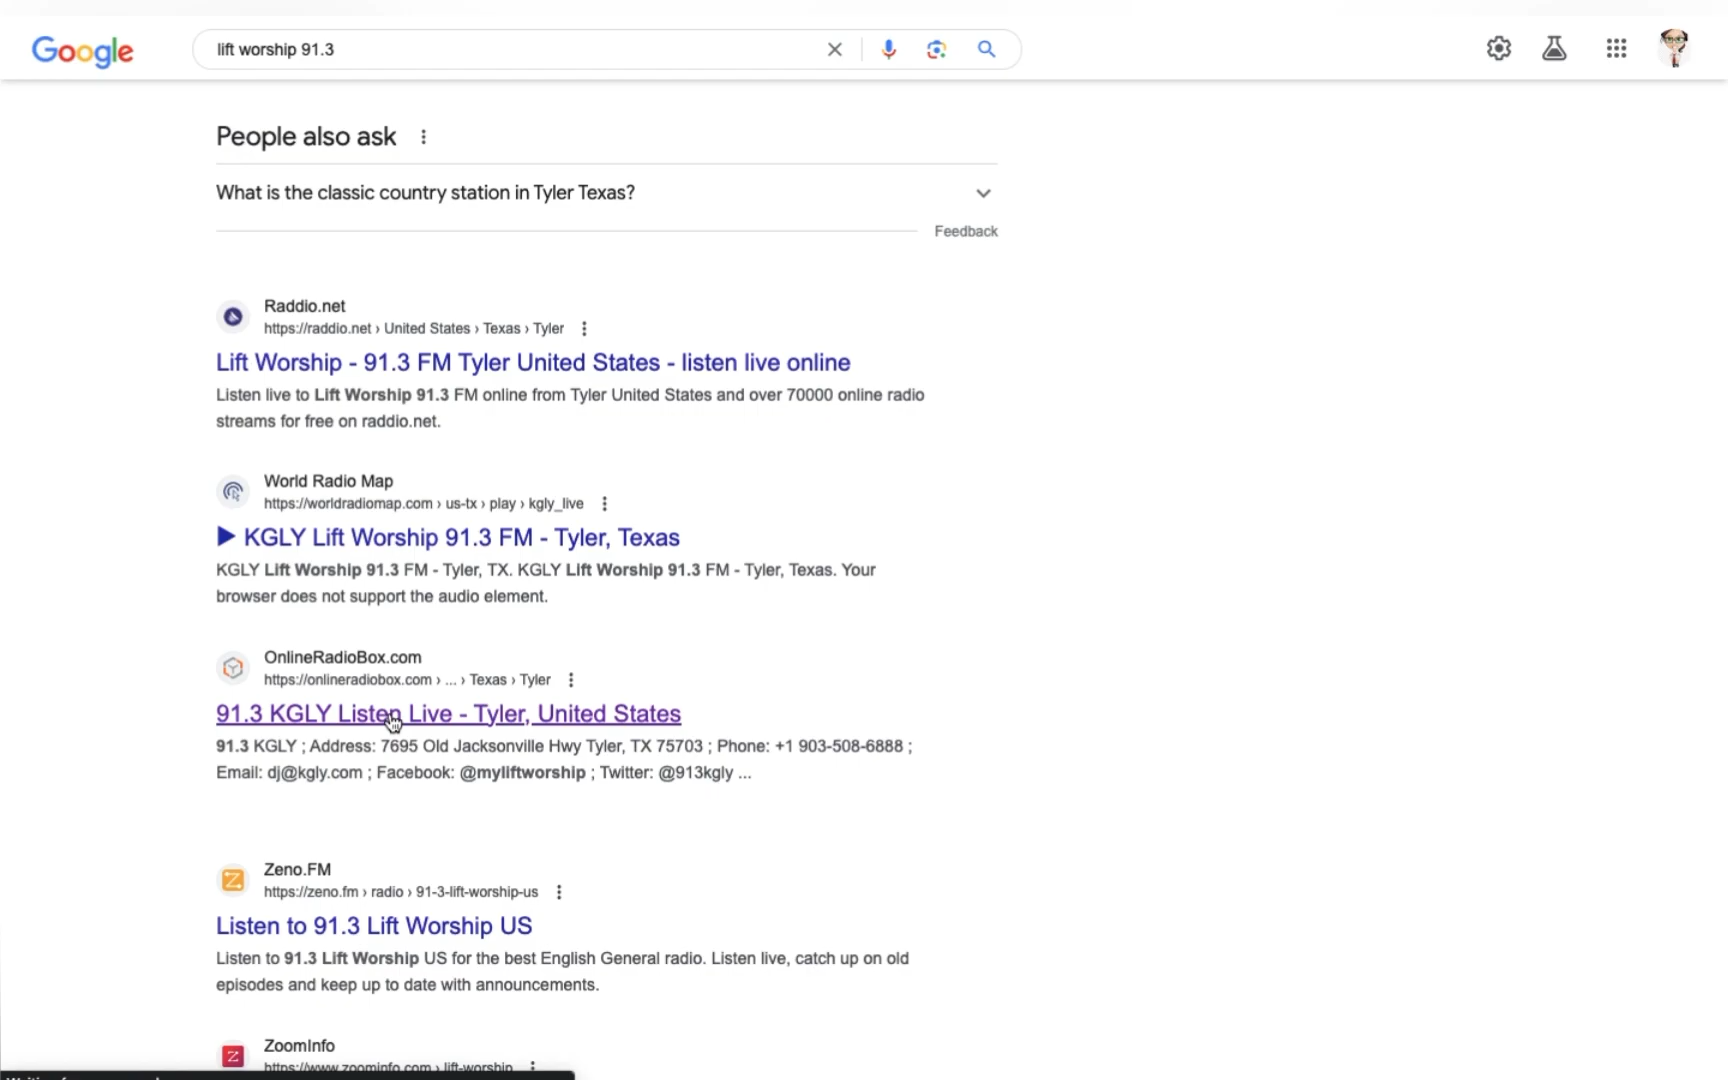 Google
lift worship 91.3
People also ask
What is the classic country station in Tyler Texas?
Feedback
Raddio.net
https://raddio.net › United States › Texas › Tyler
Lift Worship - 91.3 FM Tyler United States - listen live online
Listen live to Lift Worship 91.3 FM online from Tyler United States and over 70000 online radio
streams for free on raddio.net.
World Radio Map
https://worldradiomap.com › us-tx › play › kgly_live
► KGLY Lift Worship 91.3 FM - Tyler, Texas
KGLY Lift Worship 91.3 FM - Tyler, TX. KGLY Lift Worship 91.3 FM - Tyler, Texas. Your
browser does not support the audio element.
OnlineRadioBox.com
https://onlineradiobox.com › ... › Texas › Tyler
91.3 KGLY Listen Live - Tyler, United States
91.3 KGLY ; Address: 7695 Old Jacksonville Hwy Tyler, TX 75703 ; Phone: +1 903-508-6888 ;
Email: dj@kgly.com ; Facebook: @myliftworship ; Twitter: @913kgly ...
Zeno.FM
https://zeno.fm › radio › 91-3-lift-worship-us
Listen to 91.3 Lift Worship US
Listen to 91.3 Lift Worship US for the best English General radio. Listen live, catch up on old
episodes and keep up to date with announcements.
ZoomInfo
https://www.zoominfo.com › lift-worship